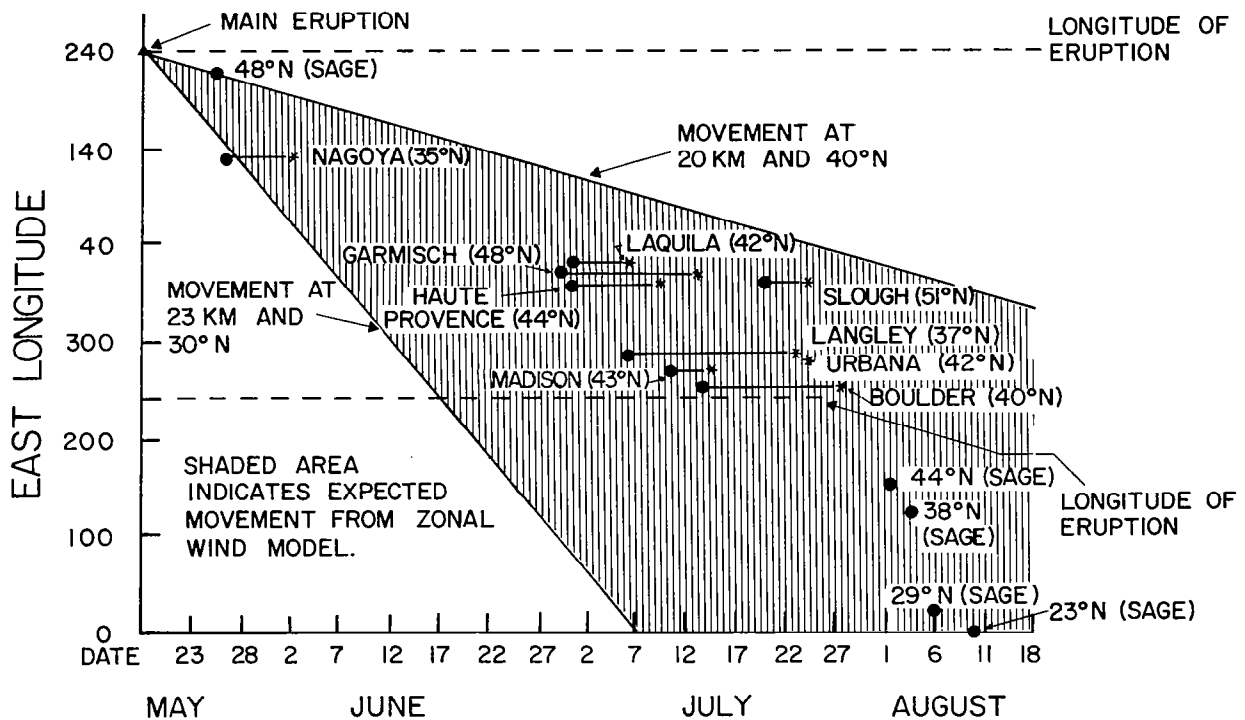 MAIN ERUPTION
LONGITUDE OF
ERUPTION
240
48°N (SAGE)
MOVEMENT AT
20 KM AND 40°N
140
NAGOYA (35°N)
EAST LONGITUDE
40
LAQUILA (42°N)
GARMISCH (48°N)
HAUTE
PROVENCE (44°N)
SLOUGH (51°N)
MOVEMENT AT
23 KM AND
30°N
300
LANGLEY (37°N)
URBANA (42°N)
MADISON (43°N)
BOULDER (40°N)
200
SHADED AREA
INDICATES EXPECTED
MOVEMENT FROM ZONAL
WIND MODEL.
44°N (SAGE)
LONGITUDE OF
ERUPTION
38°N
(SAGE)
100
29°N (SAGE)
23°N (SAGE)
0
DATE 23 28 2 7 12 17 22 27 2 7 12 17 22 27 1 6 11 18
MAY JUNE JULY AUGUST